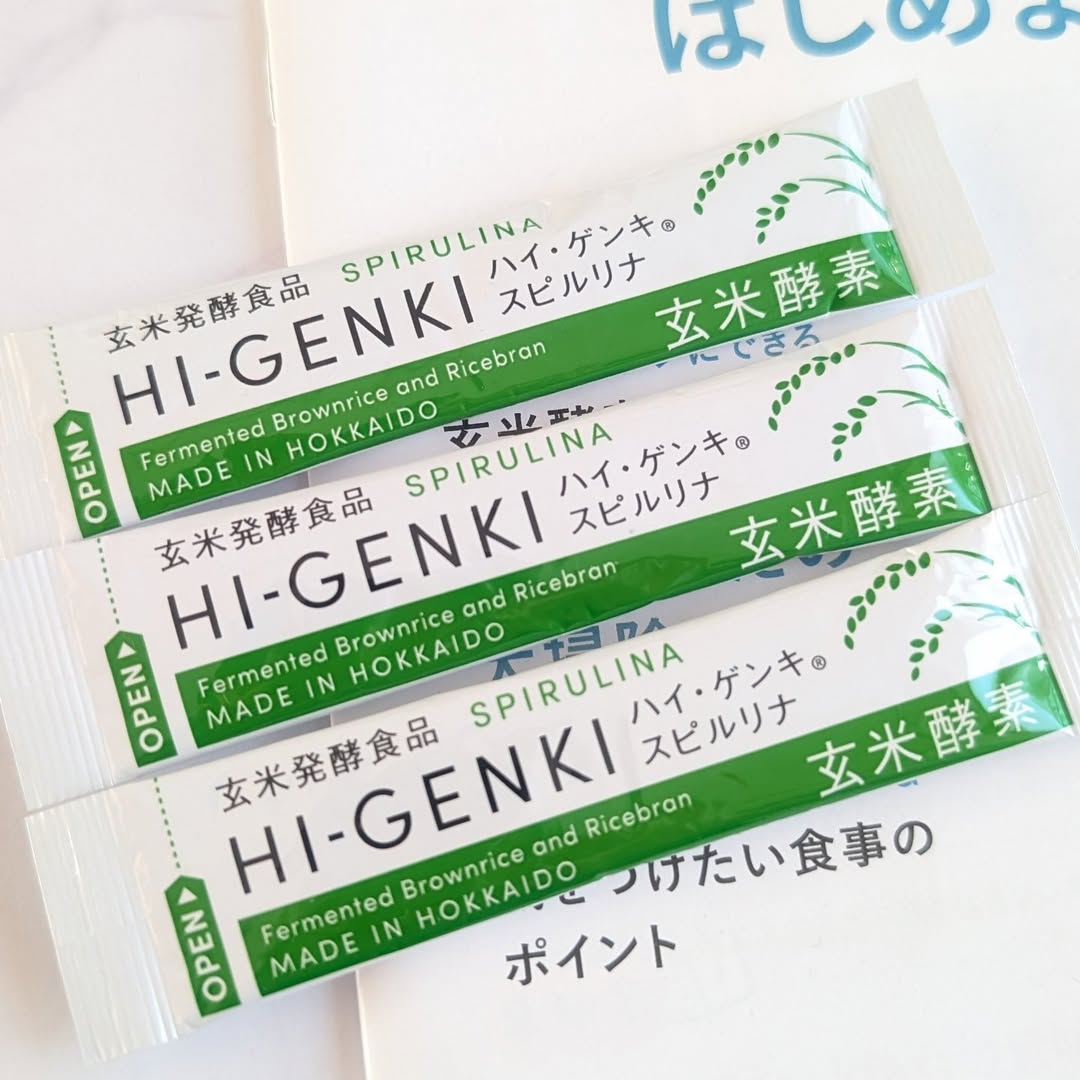 はじめま
玄米発酵食品 SPIRULINA
HI-GENKI ハイ・ゲンキ®
スピルリナ
玄米酵素
Fermented Brownrice and Ricebran
MADE IN HOKKAIDO
OPEN
にできる
玄米酵
玄米発酵食品 SPIRULINA
HI-GENKI ハイ・ゲンキ®
スピルリナ
玄米酵素
Fermented Brownrice and Ricebran
MADE IN HOKKAIDO
OPEN
玄米発酵食品 SPIRULINA
HI-GENKI ハイ・ゲンキ®
スピルリナ
玄米酵素
Fermented Brownrice and Ricebran
MADE IN HOKKAIDO
OPEN
つけたい食事の
ポイント